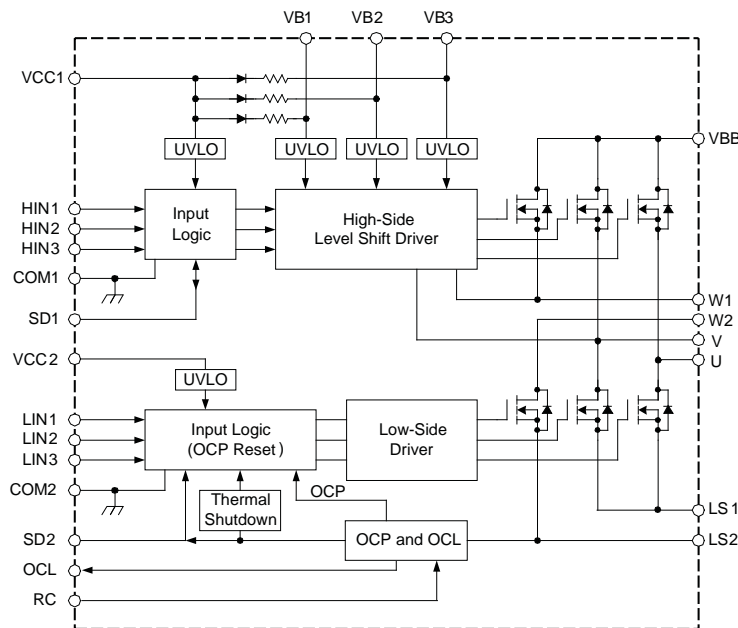 VB1 VB2 VB3
VCC1
UVLO UVLO UVLO UVLO
VBB
HIN1
HIN2
HIN3
Input
Logic
High-Side
Level Shift Driver
COM1
SD1
W1
W2
V
U
VCC2
UVLO
LIN1
LIN2
LIN3
Input Logic
(OCP Reset)
Low-Side
Driver
COM2
Thermal
Shutdown
OCP
LS1
SD2
OCP and OCL
LS2
OCL
RC